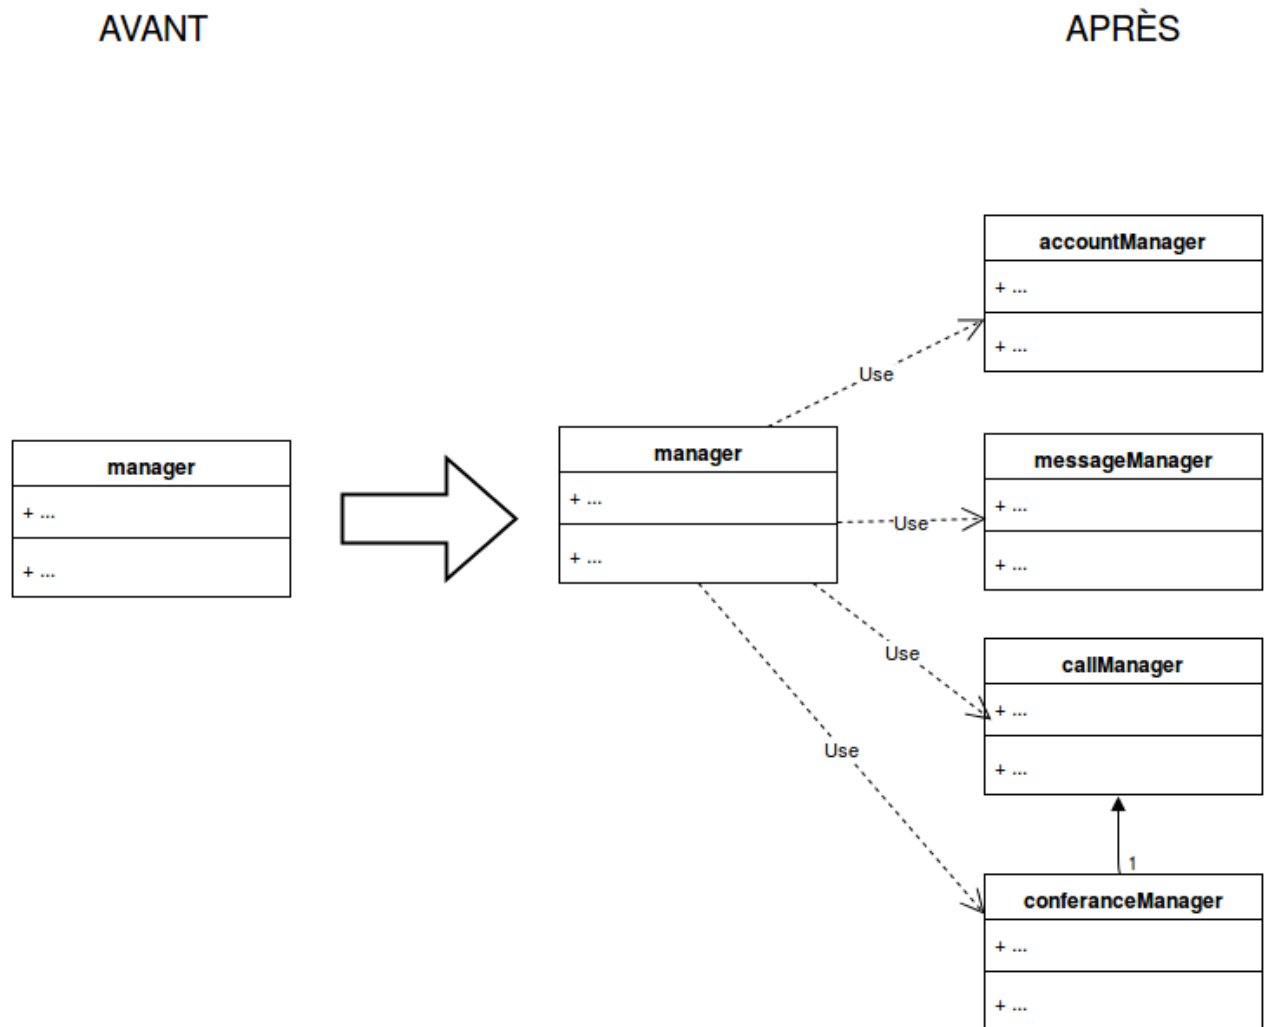 AVANT
APRÈS
manager
+ ...
+ ...
manager
+ ...
+ ...
Use
Use
Use
Use
accountManager
+ ...
+ ...
messageManager
+ ...
+ ...
callManager
+ ...
+ ...
1
conferanceManager
+ ...
+ ...